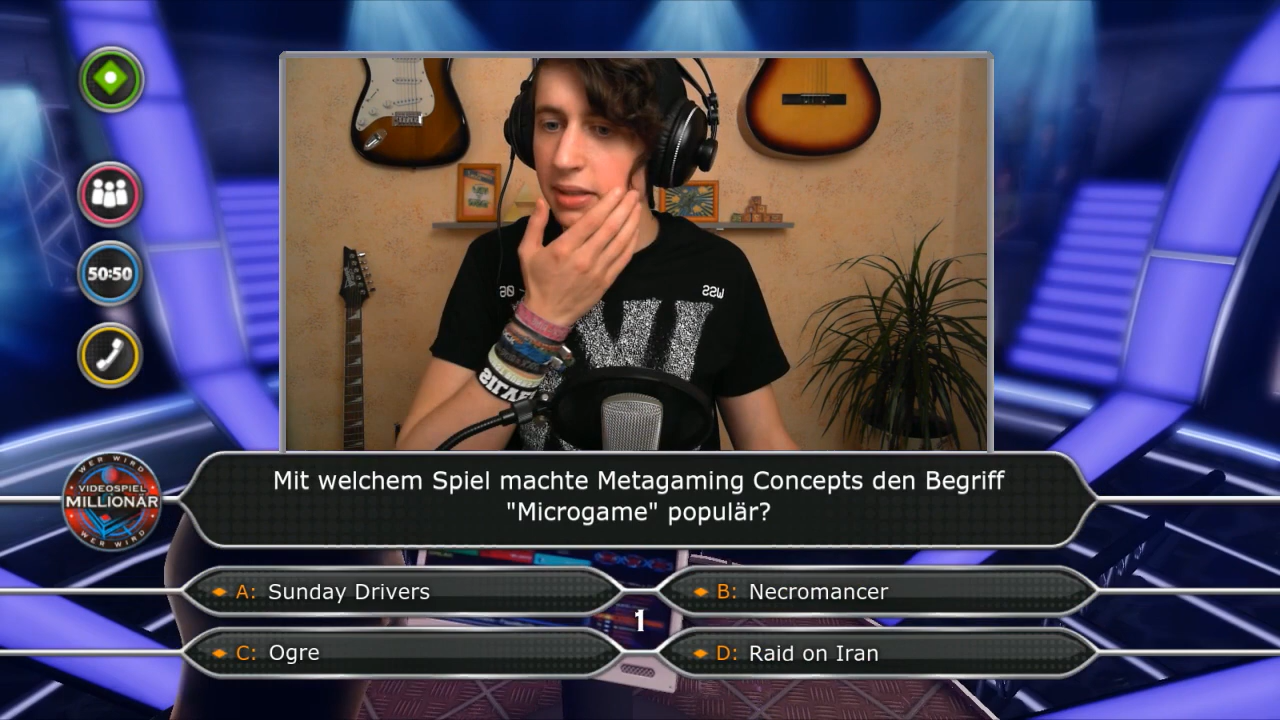 50:50
WER WIRD
VIDEOSPIEL
MILLIONÄR
WER WIRD
Mit welchem Spiel machte Metagaming Concepts den Begriff
"Microgame" populär?
A: Sunday Drivers
B: Necromancer
1
C: Ogre
D: Raid on Iran